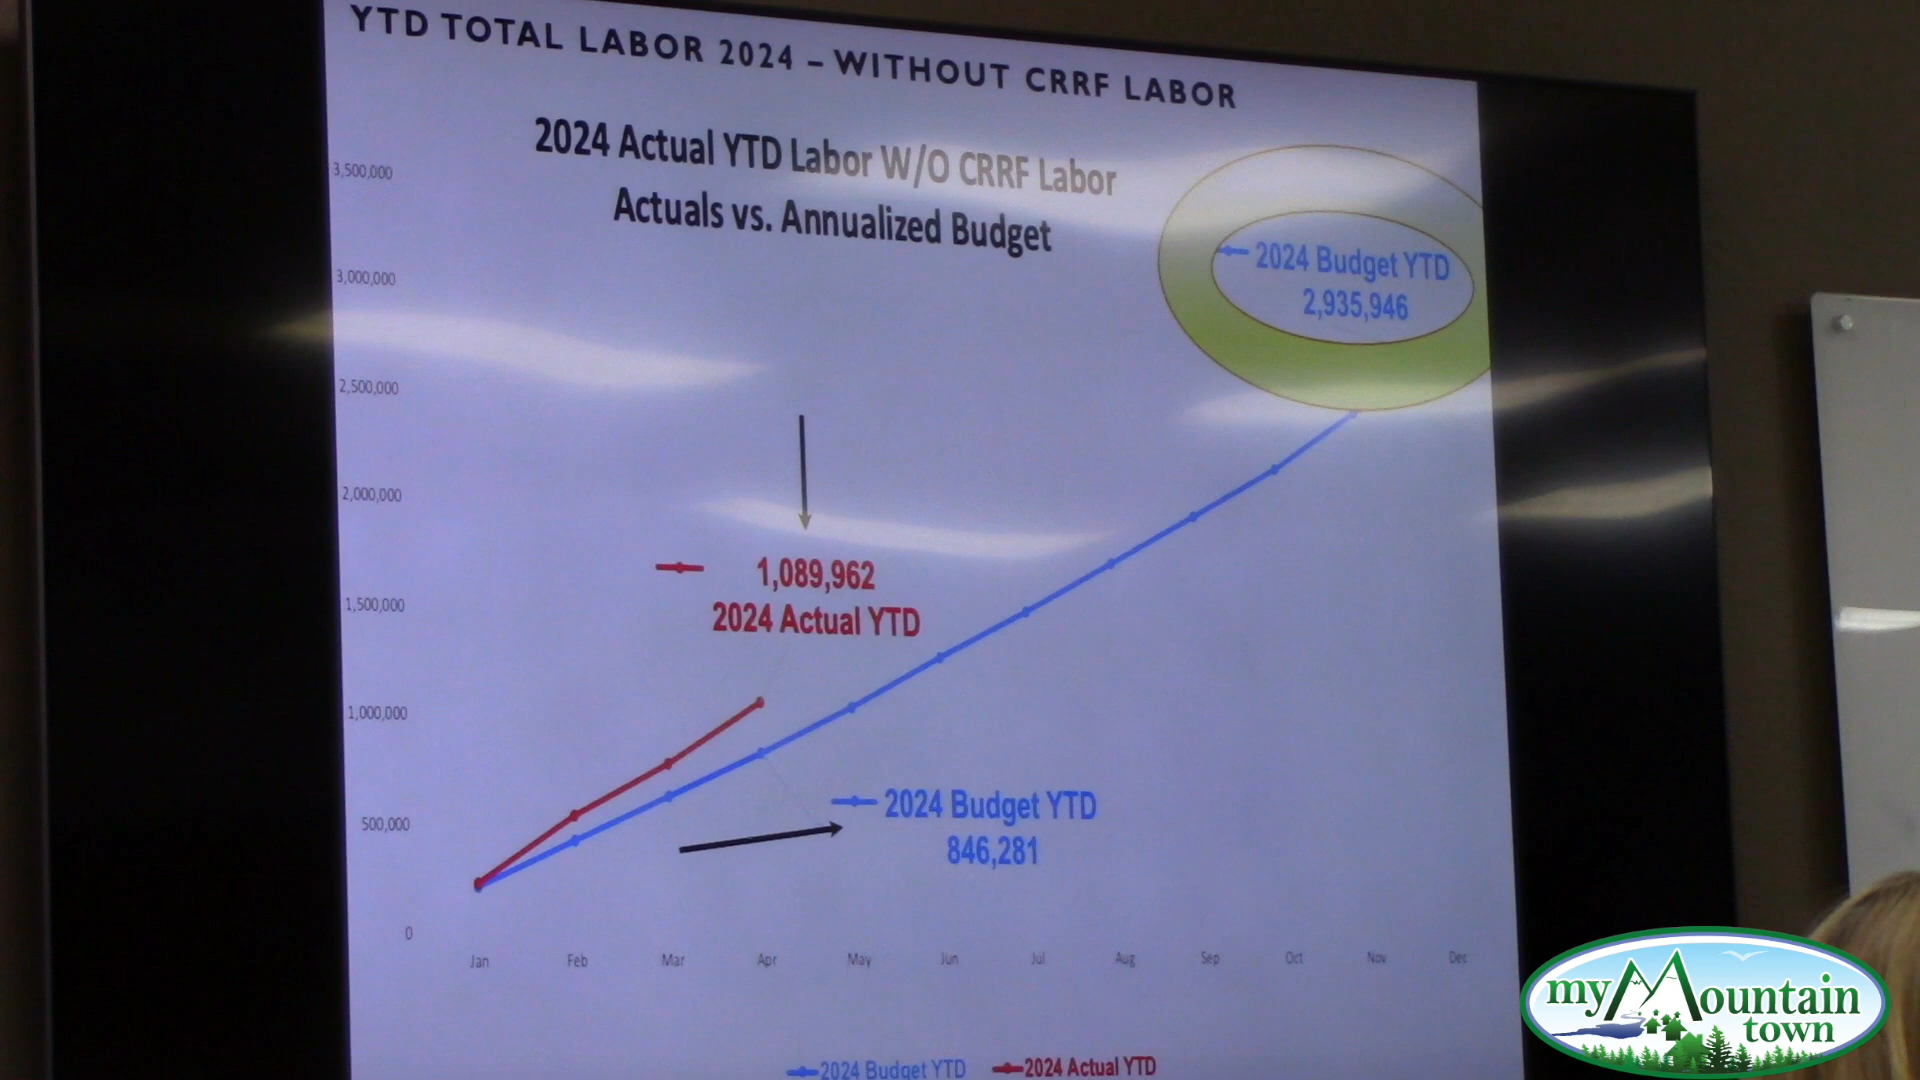 YTD TOTAL LABOR 2024 – WITHOUT CRRF LABOR
2024 Actual YTD Labor W/O CRRF Labor
Actuals vs. Annualized Budget
3,500,000
3,000,000
2,500,000
2,000,000
1,500,000
1,000,000
500,000
0
2024 Budget YTD
2,935,946
1,089,962
2024 Actual YTD
2024 Budget YTD
846,281
Jan Feb Mar Apr May Jun Jul Aug Sep Oct Nov Dec
2024 Budget YTD 2024 Actual YTD
my Mountain
town